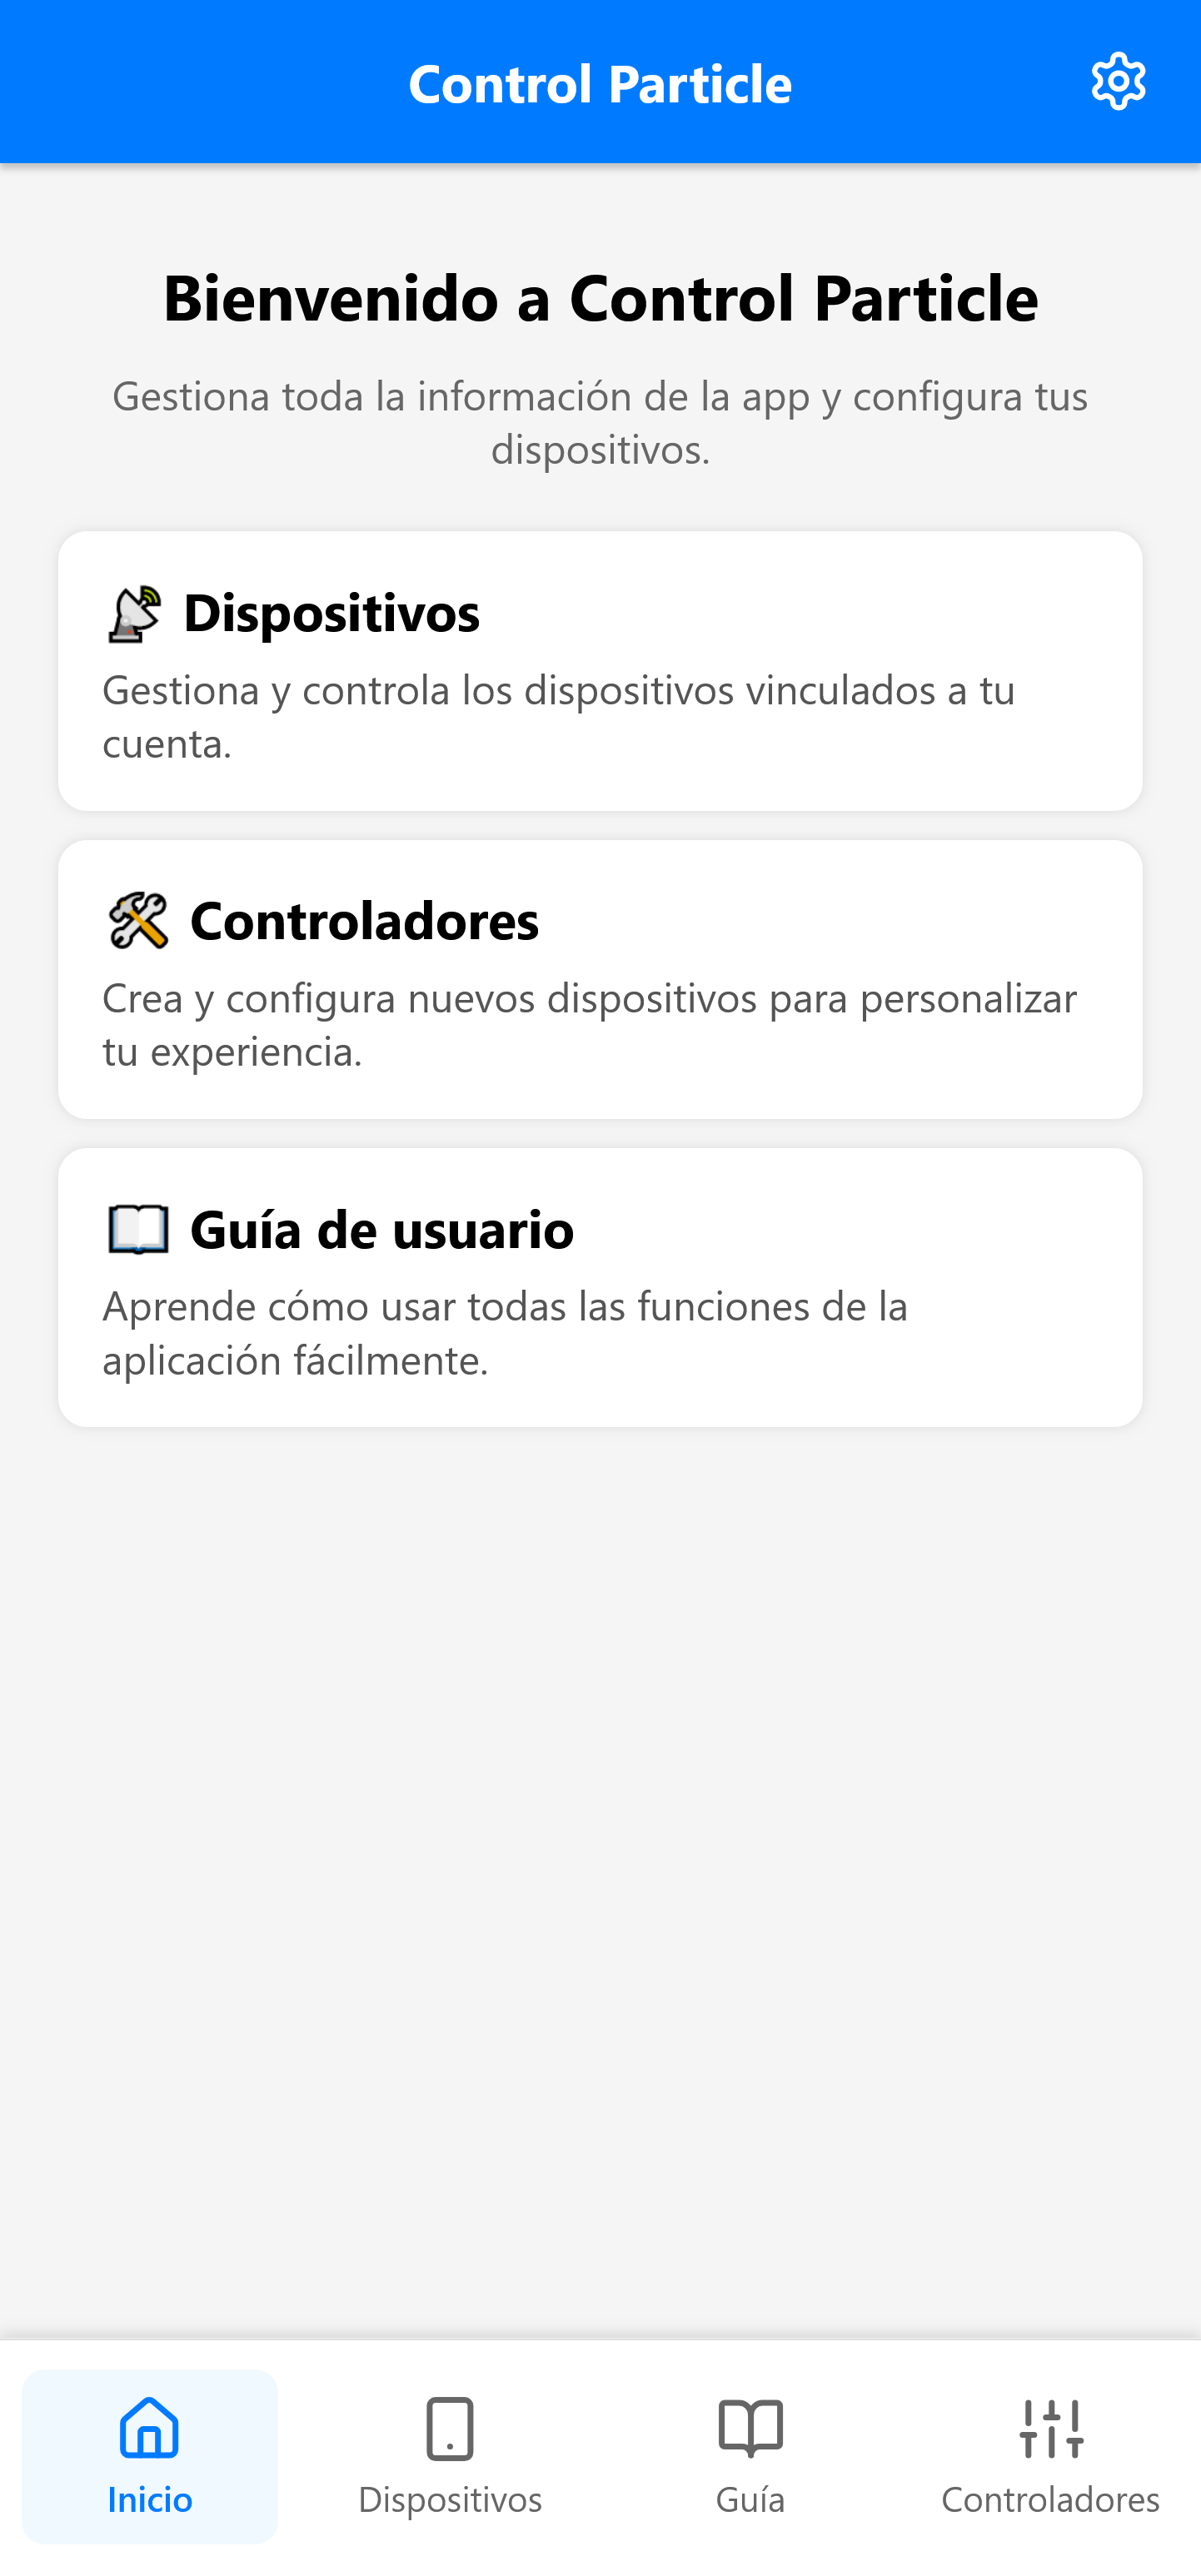 Control Particle
Bienvenido a Control Particle
Gestiona toda la información de la app y configura tus
dispositivos.
Dispositivos
Gestiona y controla los dispositivos vinculados a tu
cuenta.
Controladores
Crea y configura nuevos dispositivos para personalizar
tu experiencia.
Guía de usuario
Aprende cómo usar todas las funciones de la
aplicación fácilmente.
Inicio
Dispositivos
Guía
Controladores